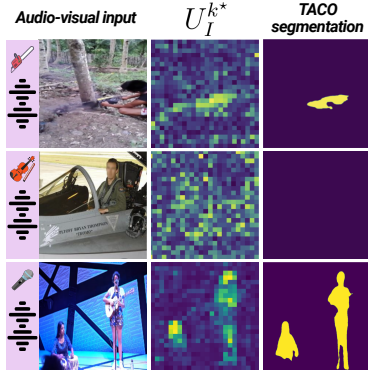 Audio-visual input
U_I^{k*}
TACO
segmentation